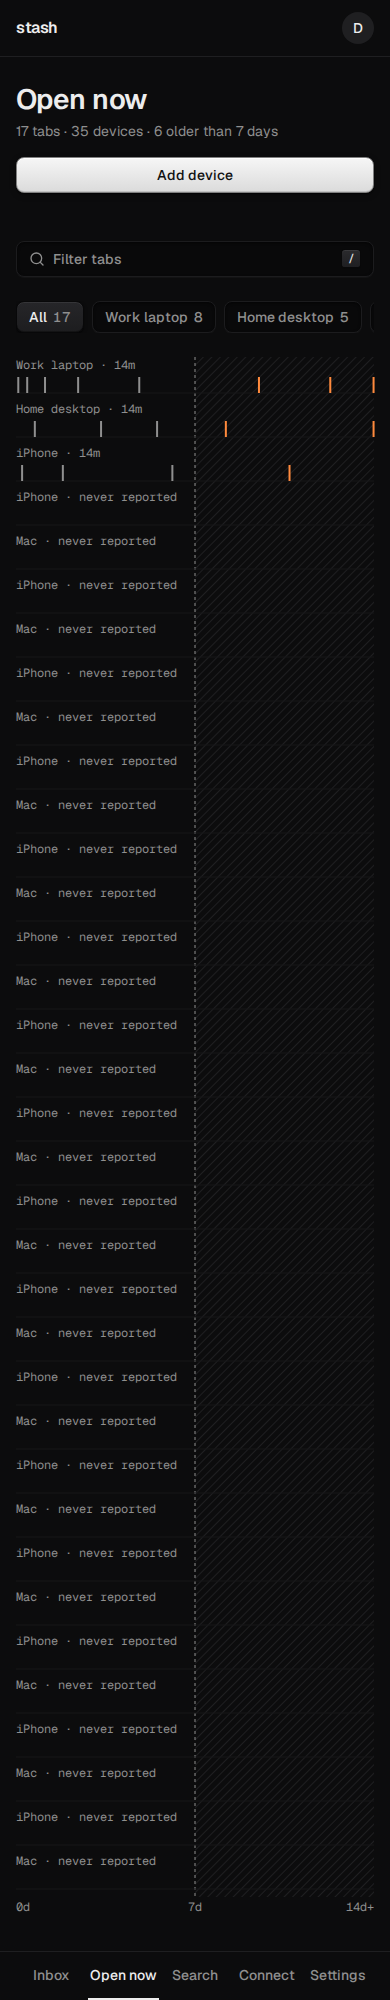 stash
D
Open now
17 tabs · 35 devices · 6 older than 7 days
Add device
Filter tabs /
All 17 Work laptop 8 Home desktop 5
Work laptop · 14m
Home desktop · 14m
iPhone · 14m
iPhone · never reported
Mac · never reported
iPhone · never reported
Mac · never reported
iPhone · never reported
Mac · never reported
iPhone · never reported
Mac · never reported
iPhone · never reported
Mac · never reported
iPhone · never reported
Mac · never reported
iPhone · never reported
Mac · never reported
iPhone · never reported
Mac · never reported
iPhone · never reported
Mac · never reported
iPhone · never reported
Mac · never reported
iPhone · never reported
Mac · never reported
iPhone · never reported
Mac · never reported
iPhone · never reported
Mac · never reported
iPhone · never reported
Mac · never reported
iPhone · never reported
Mac · never reported
iPhone · never reported
Mac · never reported
0d 7d 14d+
Inbox Open now Search Connect Settings